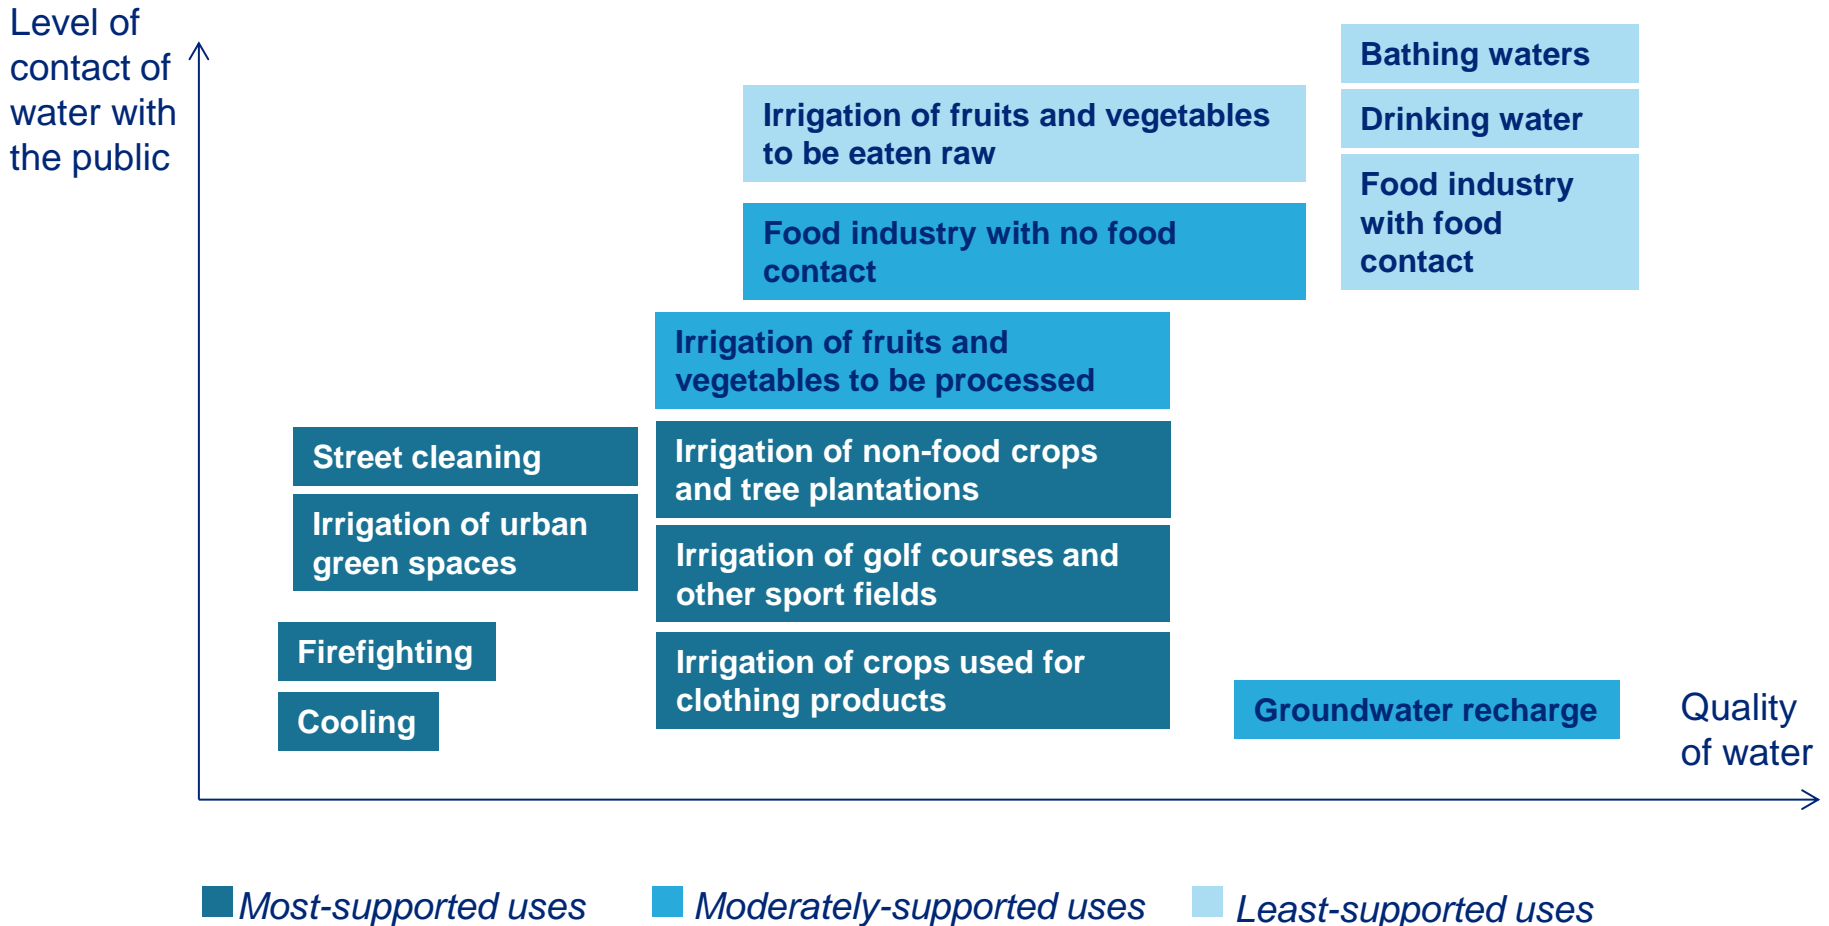 Level of
contact of
water with
the public
Bathing waters
Drinking water
Food industry
with food
contact
Irrigation of fruits and vegetables
to be eaten raw
Food industry with no food
contact
Irrigation of fruits and
vegetables to be processed
Street cleaning
Irrigation of urban
green spaces
Irrigation of non-food crops
and tree plantations
Irrigation of golf courses and
other sport fields
Firefighting
Cooling
Irrigation of crops used for
clothing products
Groundwater recharge
Quality
of water
Most-supported uses
Moderately-supported uses
Least-supported uses